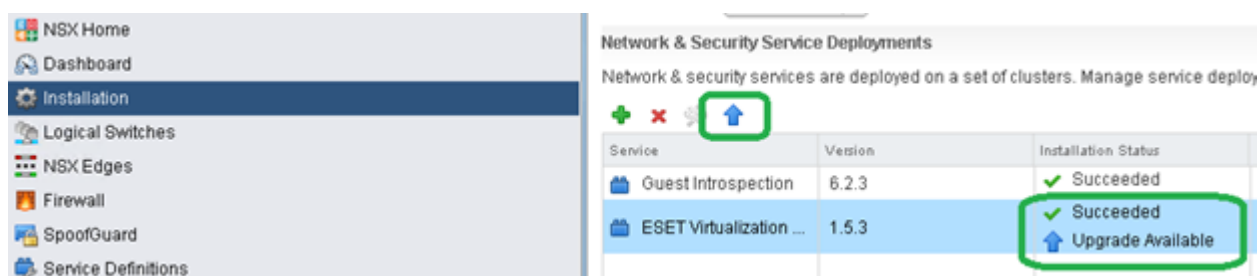 NSX Home
Dashboard
Installation
Logical Switches
NSX Edges
Firewall
SpoofGuard
Service Definitions
Network & Security Service Deployments
Network & security services are deployed on a set of clusters. Manage service deploy
Service Version Installation Status
Guest Introspection 6.2.3 Succeeded
ESET Virtualization ... 1.5.3 Succeeded
Upgrade Available